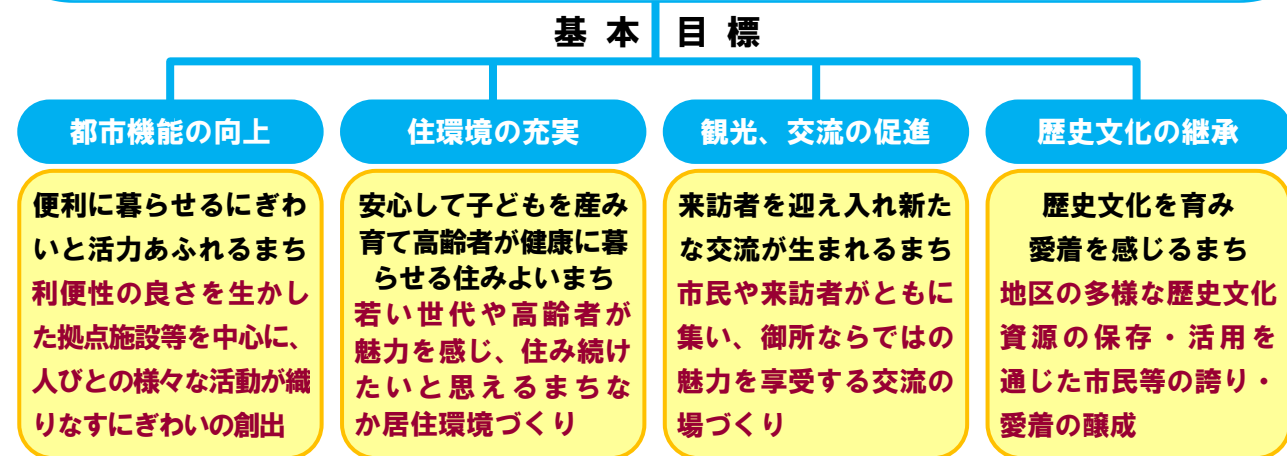 基本目標
都市機能の向上
便利に暮らせるにぎわ
いと活力あふれるまち
利便性の良さを生かし
た拠点施設等を中心に、
人びとの様々な活動が織
りなすにぎわいの創出
住環境の充実
安心して子どもを産み
育て高齢者が健康に暮
らせる住みよいまち
若い世代や高齢者が
魅力を感じ、住み続け
たいと思えるまちな
か居住環境づくり
観光、交流の促進
来訪者を迎え入れ新た
な交流が生まれるまち
市民や来訪者がともに
集い、御所ならではの
魅力を享受する交流の
場づくり
歴史文化の継承
歴史文化を育み
愛着を感じるまち
地区の多様な歴史文化
資源の保存・活用を
通じた市民等の誇り・
愛着の醸成